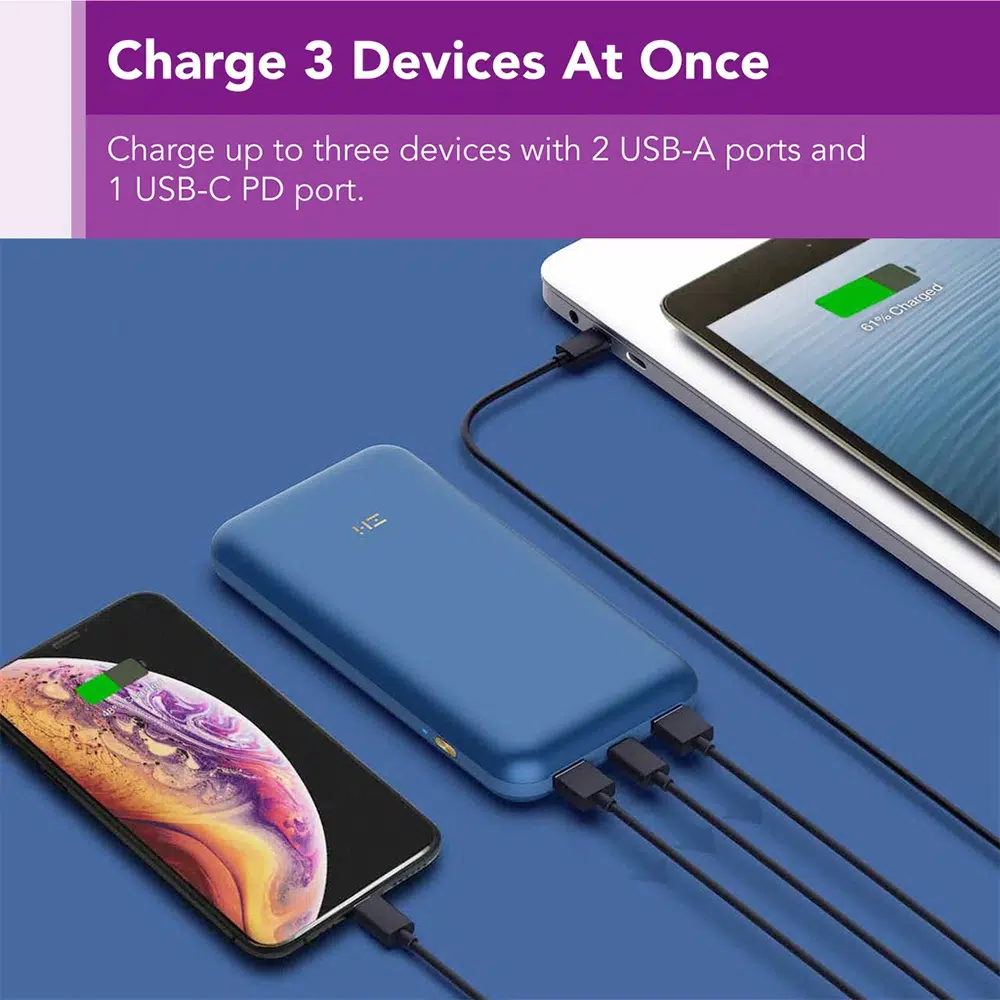 Charge 3 Devices At Once
Charge up to three devices with 2 USB-A ports and
1 USB-C PD port.
61% Charged